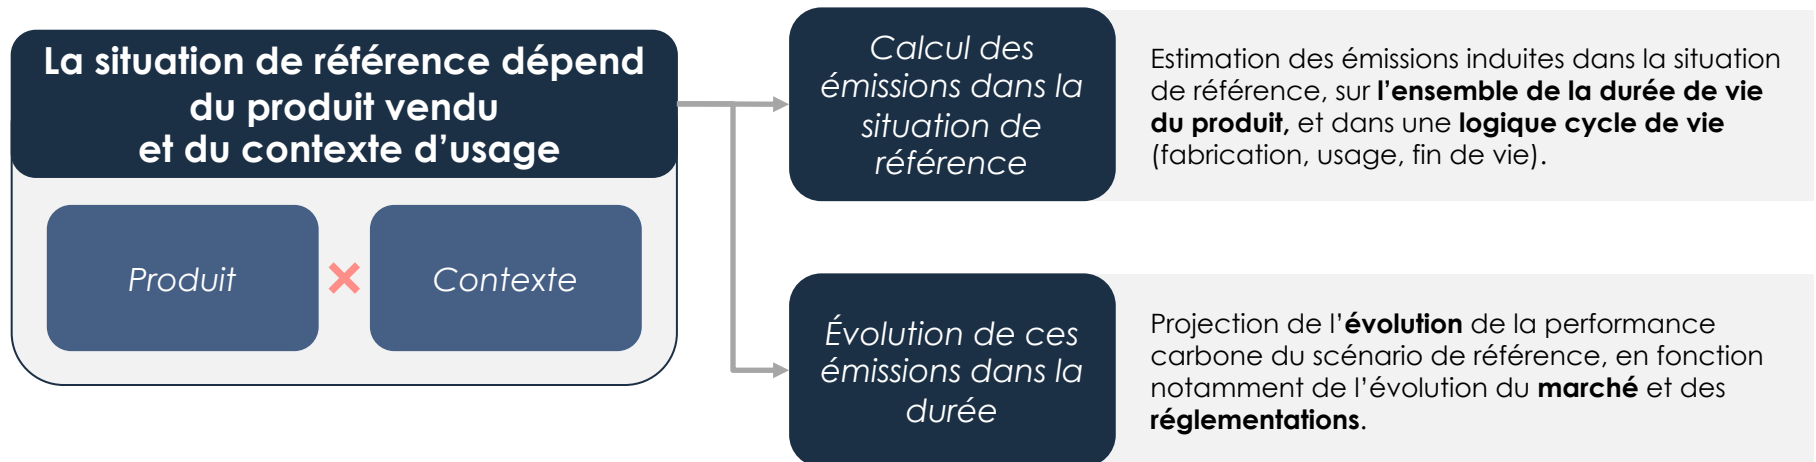 La situation de référence dépend
du produit vendu
et du contexte d’usage
Produit
Contexte
Calcul des
émissions dans la
situation de
référence
Estimation des émissions induites dans la situation
de référence, sur l’ensemble de la durée de vie
du produit, et dans une logique cycle de vie
(fabrication, usage, fin de vie).
Évolution de ces
émissions dans la
durée
Projection de l’évolution de la performance
carbone du scénario de référence, en fonction
notamment de l’évolution du marché et des
réglementations.